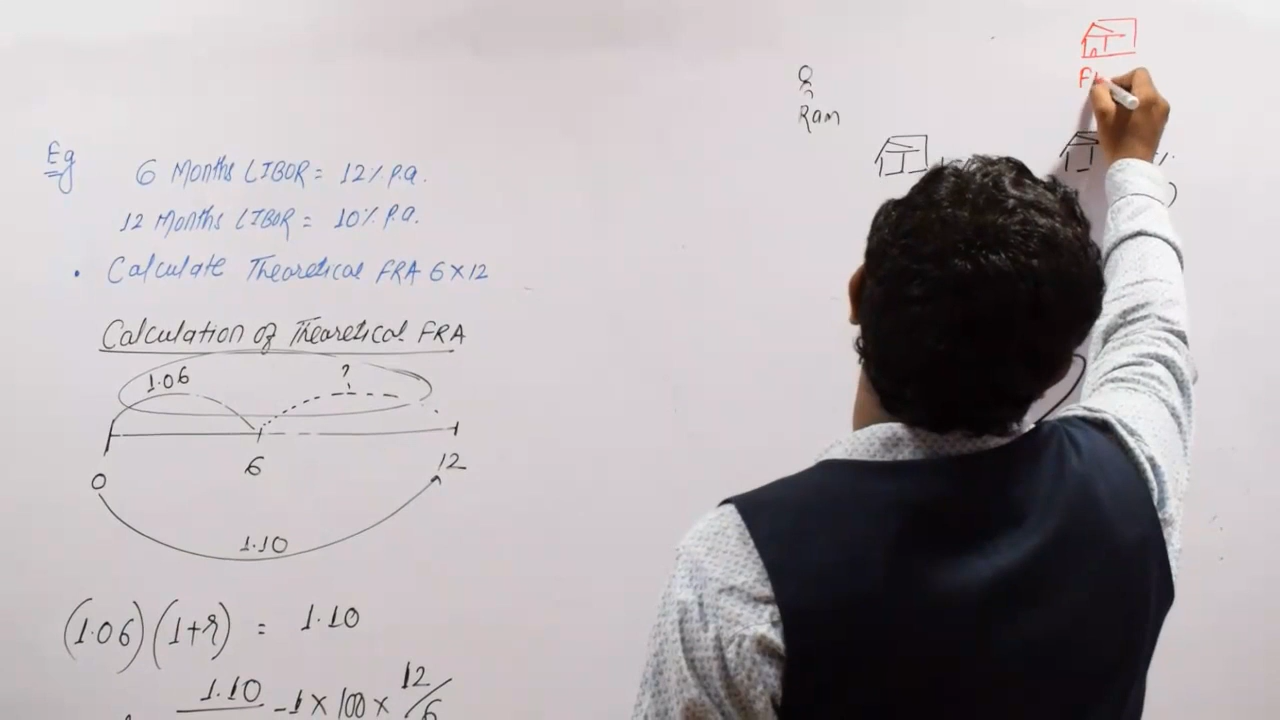 Eg
6 Months LIBOR = 12% P.a.
12 Months LIBOR = 10% P.a.
• Calculate Theoretical FRA 6×12
Calculation of Theoretical FRA
1.06 ?
0 6 12
1.10
(1.06)(1+r) = 1.10
1.10 -1 × 100 × 12/6
Ram